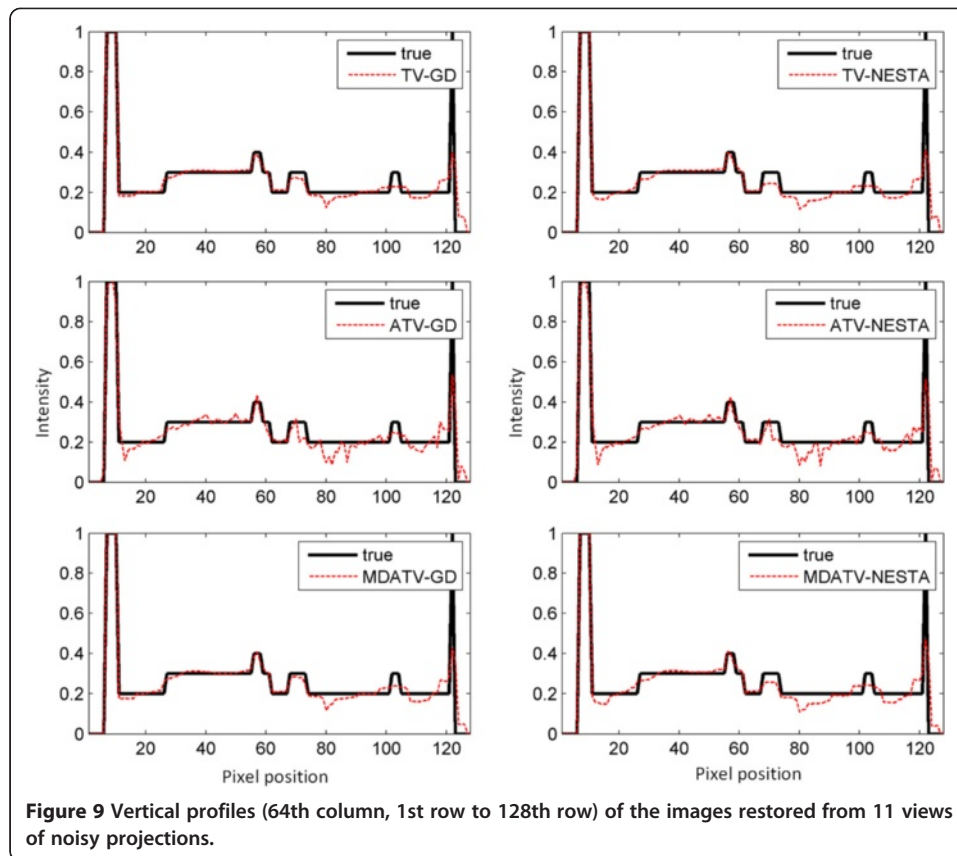 1
0.8
0.6
0.4
0.2
0
20 40 60 80 100 120
true
TV-GD
1
0.8
0.6
0.4
0.2
0
20 40 60 80 100 120
true
TV-NESTA
Intensity
1
0.8
0.6
0.4
0.2
0
20 40 60 80 100 120
true
ATV-GD
Intensity
1
0.8
0.6
0.4
0.2
0
20 40 60 80 100 120
true
ATV-NESTA
1
0.8
0.6
0.4
0.2
0
20 40 60 80 100 120
true
MDATV-GD
Pixel position
1
0.8
0.6
0.4
0.2
0
20 40 60 80 100 120
true
MDATV-NESTA
Pixel position
Figure 9 Vertical profiles (64th column, 1st row to 128th row) of the images restored from 11 views
of noisy projections.